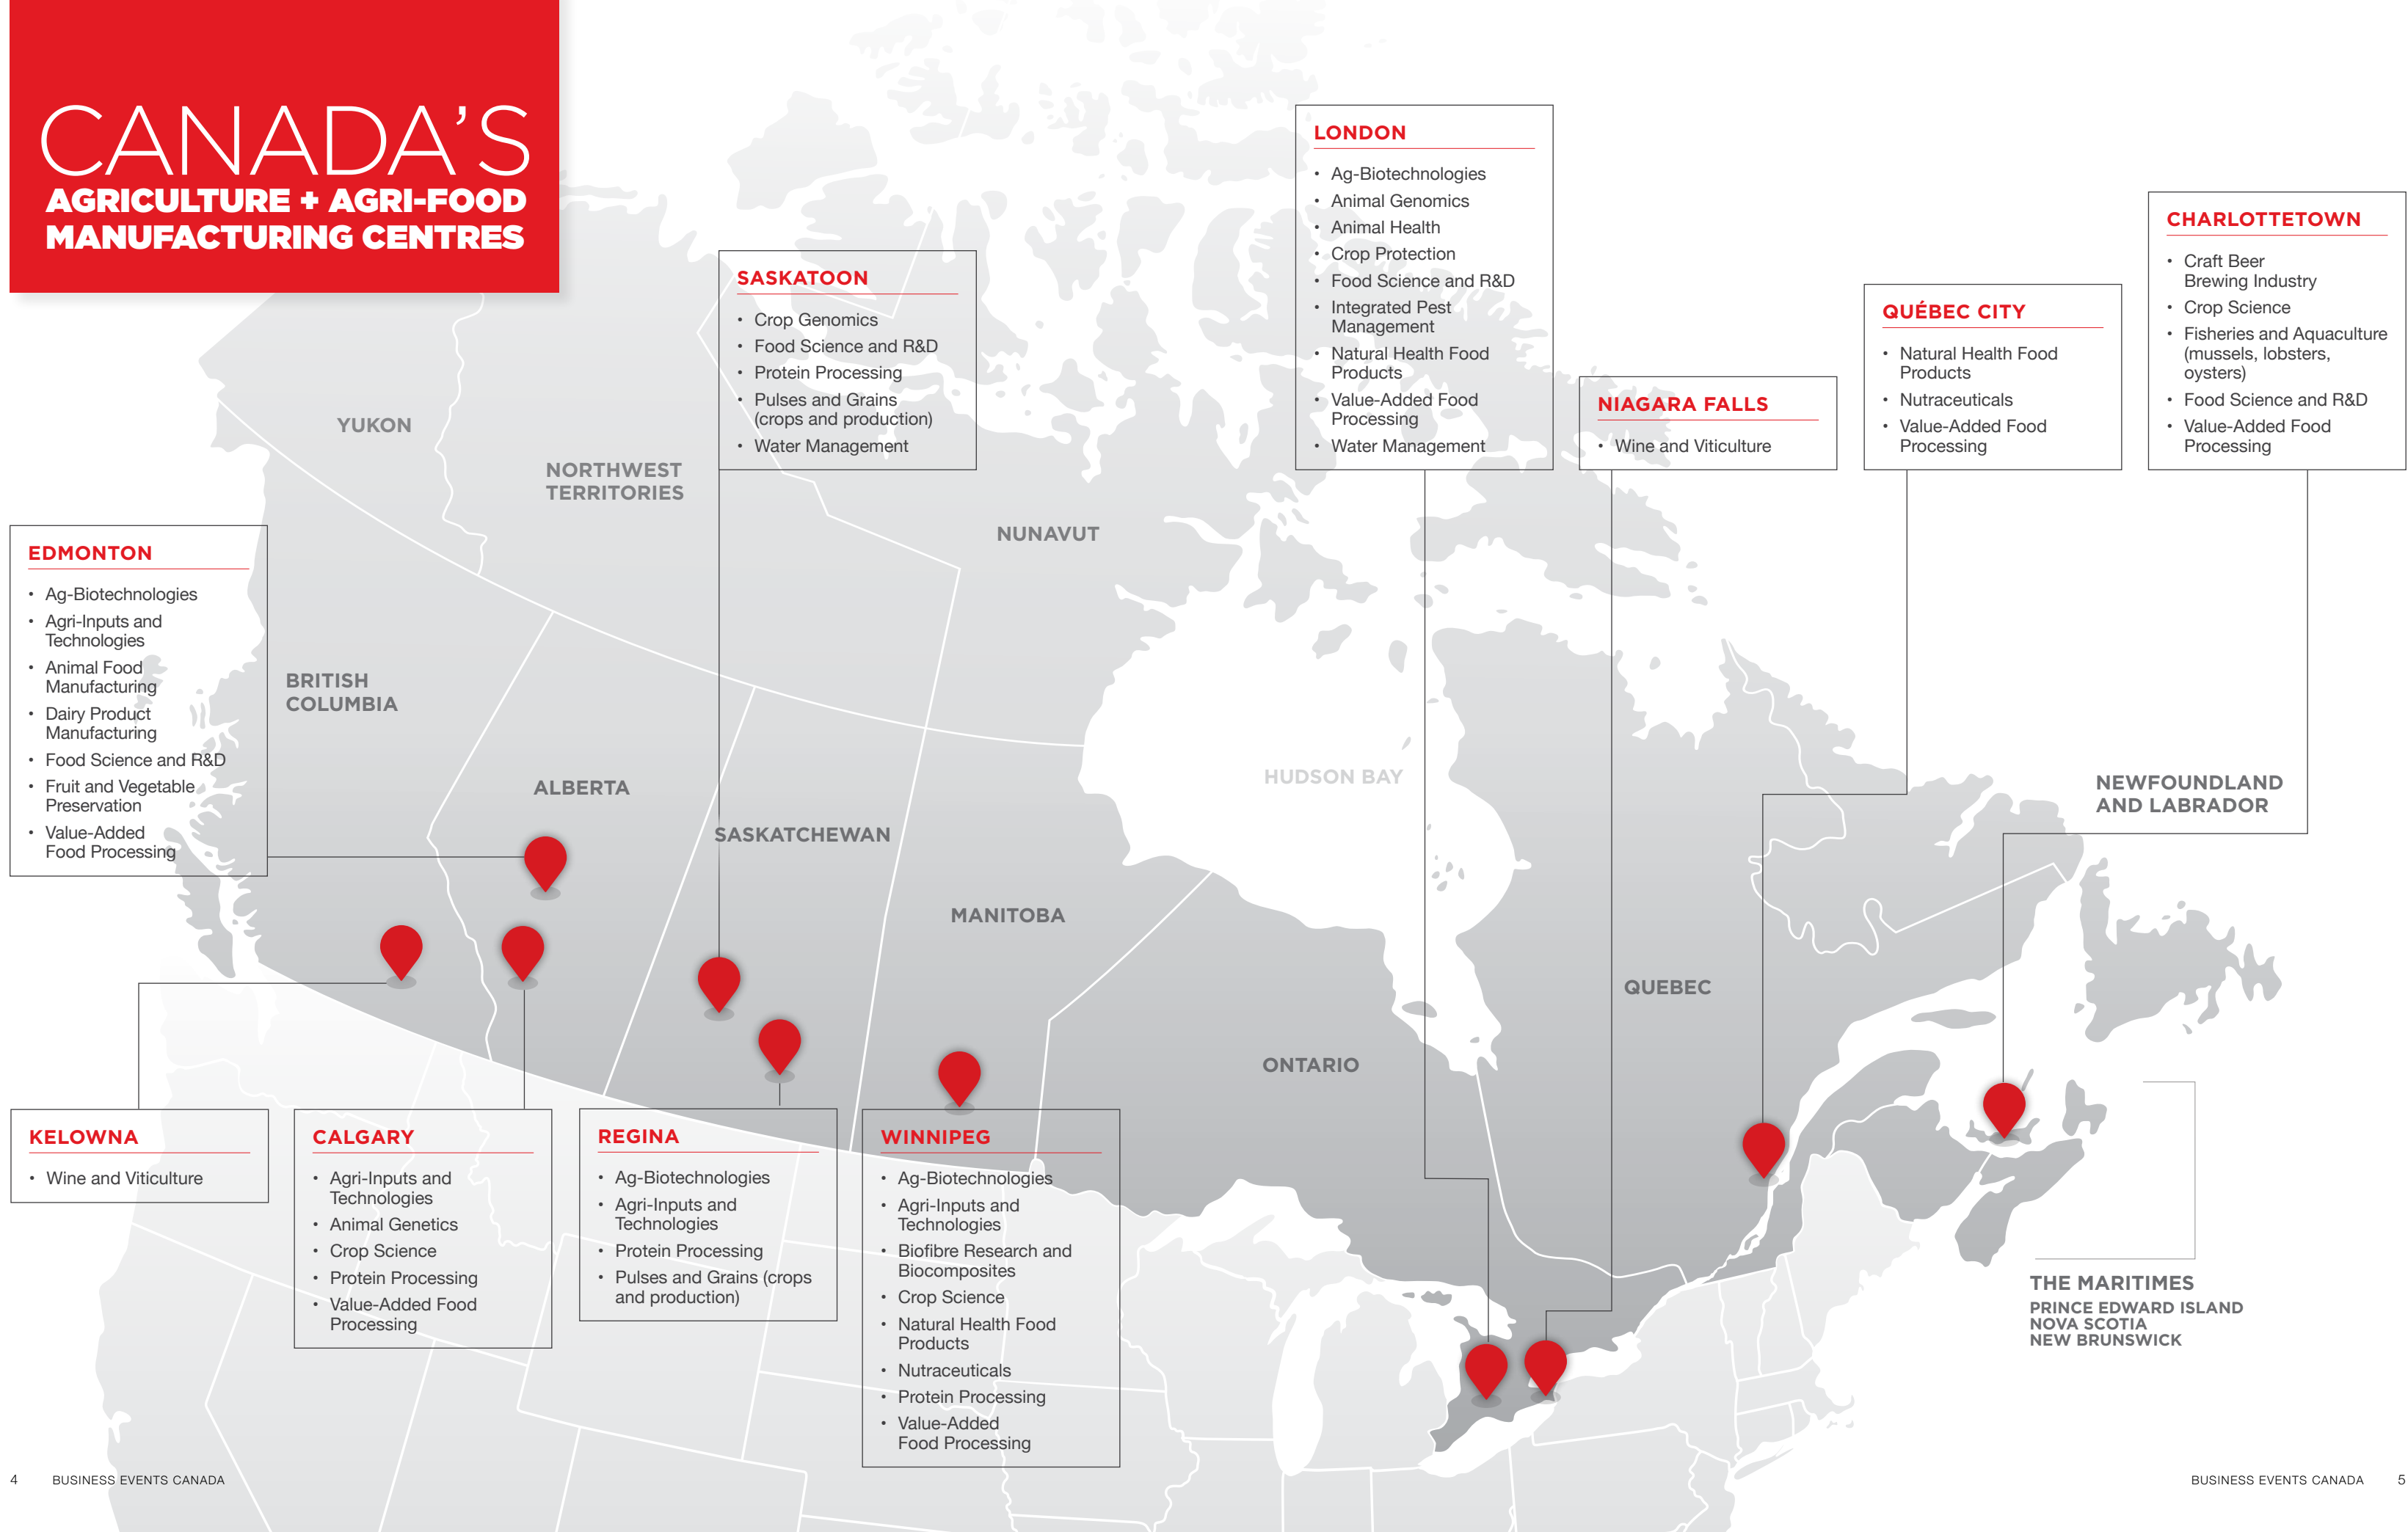 CANADA'S
AGRICULTURE + AGRI-FOOD
MANUFACTURING CENTRES
LONDON
• Ag-Biotechnologies
• Animal Genomics
• Animal Health
• Crop Protection
• Food Science and R&D
• Integrated Pest
Management
• Natural Health Food
Products
• Value-Added Food
Processing
• Water Management
CHARLOTTETOWN
• Craft Beer
Brewing Industry
• Crop Science
• Fisheries and Aquaculture
(mussels, lobsters,
oysters)
• Food Science and R&D
• Value-Added Food
Processing
SASKATOON
• Crop Genomics
• Food Science and R&D
• Protein Processing
• Pulses and Grains
(crops and production)
• Water Management
QUÉBEC CITY
• Natural Health Food
Products
• Nutraceuticals
• Value-Added Food
Processing
NIAGARA FALLS
• Wine and Viticulture
YUKON
NORTHWEST
TERRITORIES
NUNAVUT
EDMONTON
• Ag-Biotechnologies
• Agri-Inputs and
Technologies
• Animal Food
Manufacturing
• Dairy Product
Manufacturing
• Food Science and R&D
• Fruit and Vegetable
Preservation
• Value-Added
Food Processing
BRITISH
COLUMBIA
ALBERTA
SASKATCHEWAN
MANITOBA
HUDSON BAY
ONTARIO
QUEBEC
NEWFOUNDLAND
AND LABRADOR
KELOWNA
• Wine and Viticulture
CALGARY
• Agri-Inputs and
Technologies
• Animal Genetics
• Crop Science
• Protein Processing
• Value-Added Food
Processing
REGINA
• Ag-Biotechnologies
• Agri-Inputs and
Technologies
• Protein Processing
• Pulses and Grains (crops
and production)
WINNIPEG
• Ag-Biotechnologies
• Agri-Inputs and
Technologies
• Biofibre Research and
Biocomposites
• Crop Science
• Natural Health Food
Products
• Nutraceuticals
• Protein Processing
• Value-Added
Food Processing
THE MARITIMES
PRINCE EDWARD ISLAND
NOVA SCOTIA
NEW BRUNSWICK
4 BUSINESS EVENTS CANADA
BUSINESS EVENTS CANADA 5